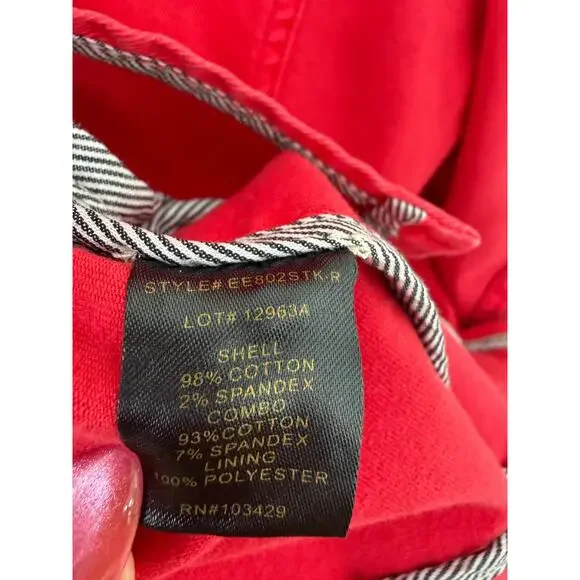 STYLE# EE802STK-R
LOT# 12963A
SHELL
98% COTTON
2% SPANDEX
COMBO
93%COTTON
7% SPANDEX
LINING
100% POLYESTER
RN#103429